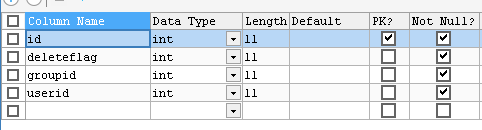 Column Name Data Type Length Default PK? Not Null?
id int 11
deleteflag int 11
groupid int 11
userid int 11